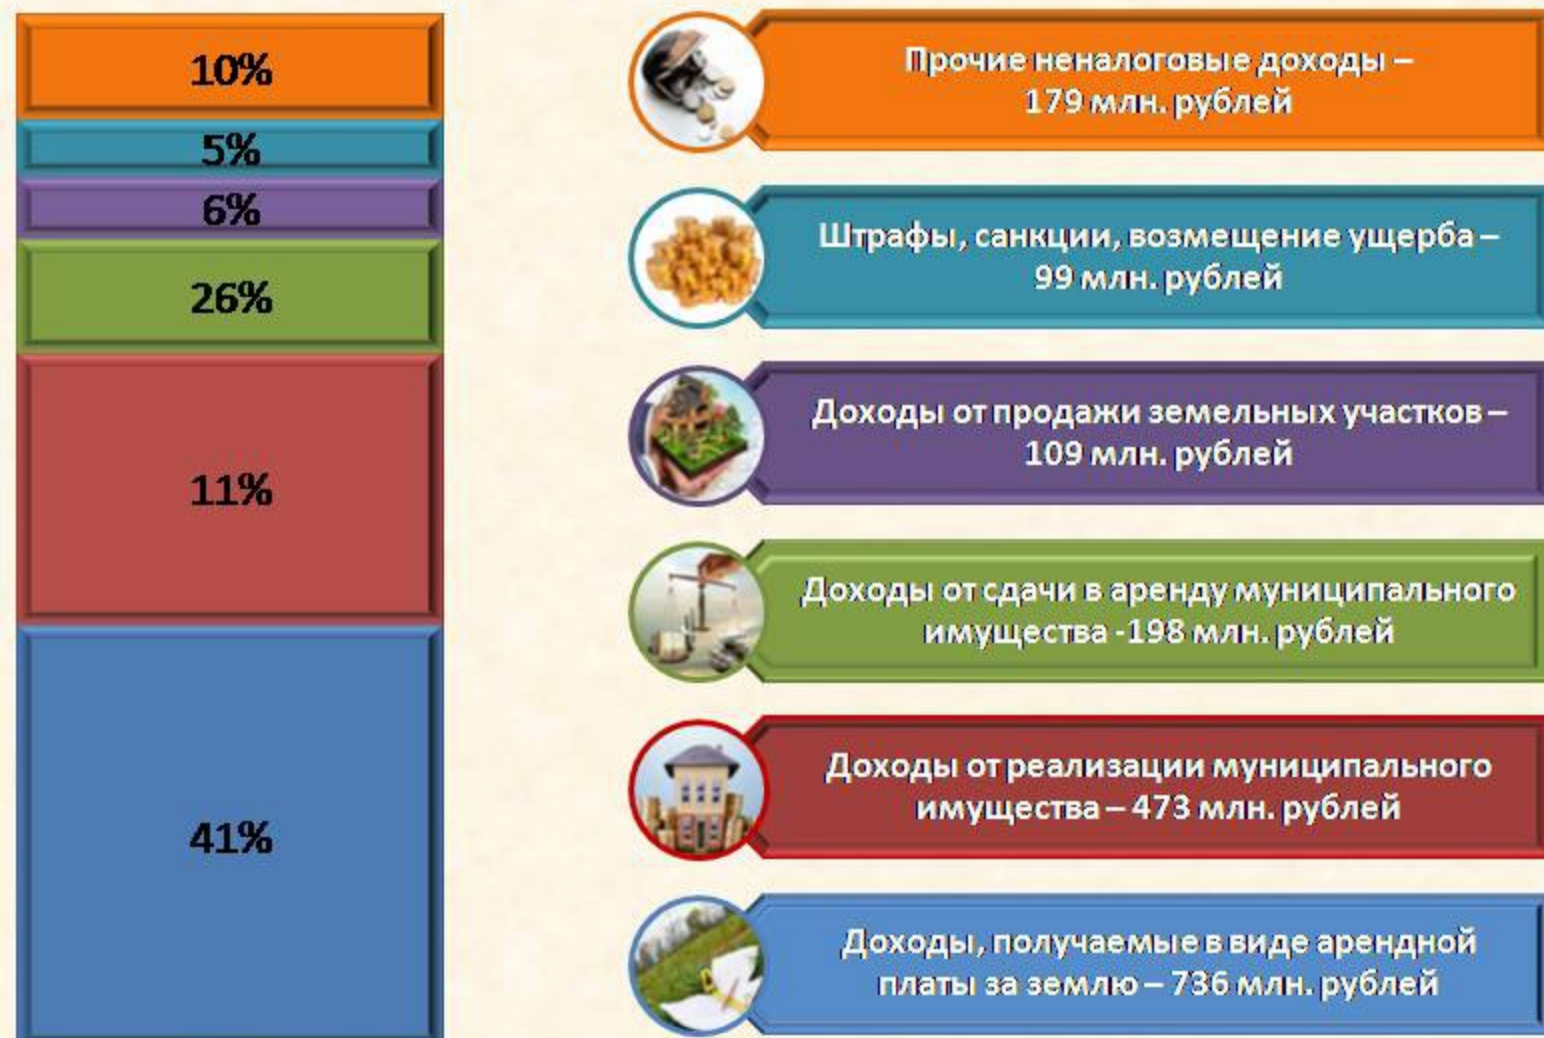 10%
5%
6%
26%
11%
41%
Прочие неналоговые доходы –
179 млн. рублей
Штрафы, санкции, возмещение ущерба –
99 млн. рублей
Доходы от продажи земельных участков –
109 млн. рублей
Доходы от сдачи в аренду муниципального
имущества -198 млн. рублей
Доходы от реализации муниципального
имущества – 473 млн. рублей
Доходы, получаемые в виде арендной
платы за землю – 736 млн. рублей